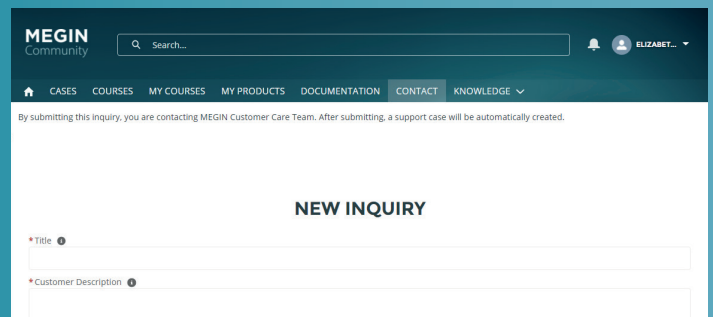 MEGIN
Community
Search...
ELIZABET...
CASES COURSES MY COURSES MY PRODUCTS DOCUMENTATION CONTACT KNOWLEDGE
By submitting this inquiry, you are contacting MEGIN Customer Care Team. After submitting, a support case will be automatically created.
NEW INQUIRY
*Title
*Customer Description